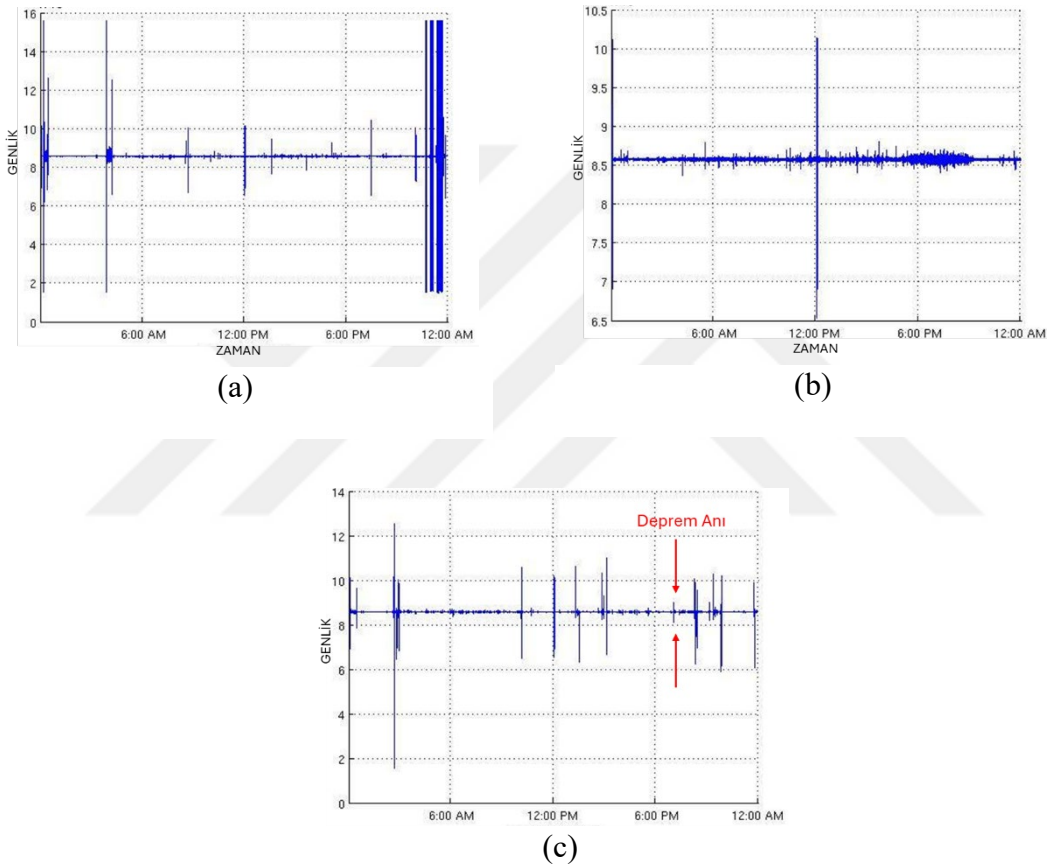 16
14
12
10
8
6
4
2
0
GENLİK
6:00 AM
12:00 PM
6:00 PM
12:00 AM
ZAMAN
(a)
10.5
10
9.5
9
8.5
8
7.5
7
6.5
GENLİK
6:00 AM
12:00 PM
6:00 PM
12:00 AM
ZAMAN
(b)
14
12
10
8
6
4
2
0
GENLİK
Deprem Anı
6:00 AM
12:00 PM
6:00 PM
12:00 AM
(c)